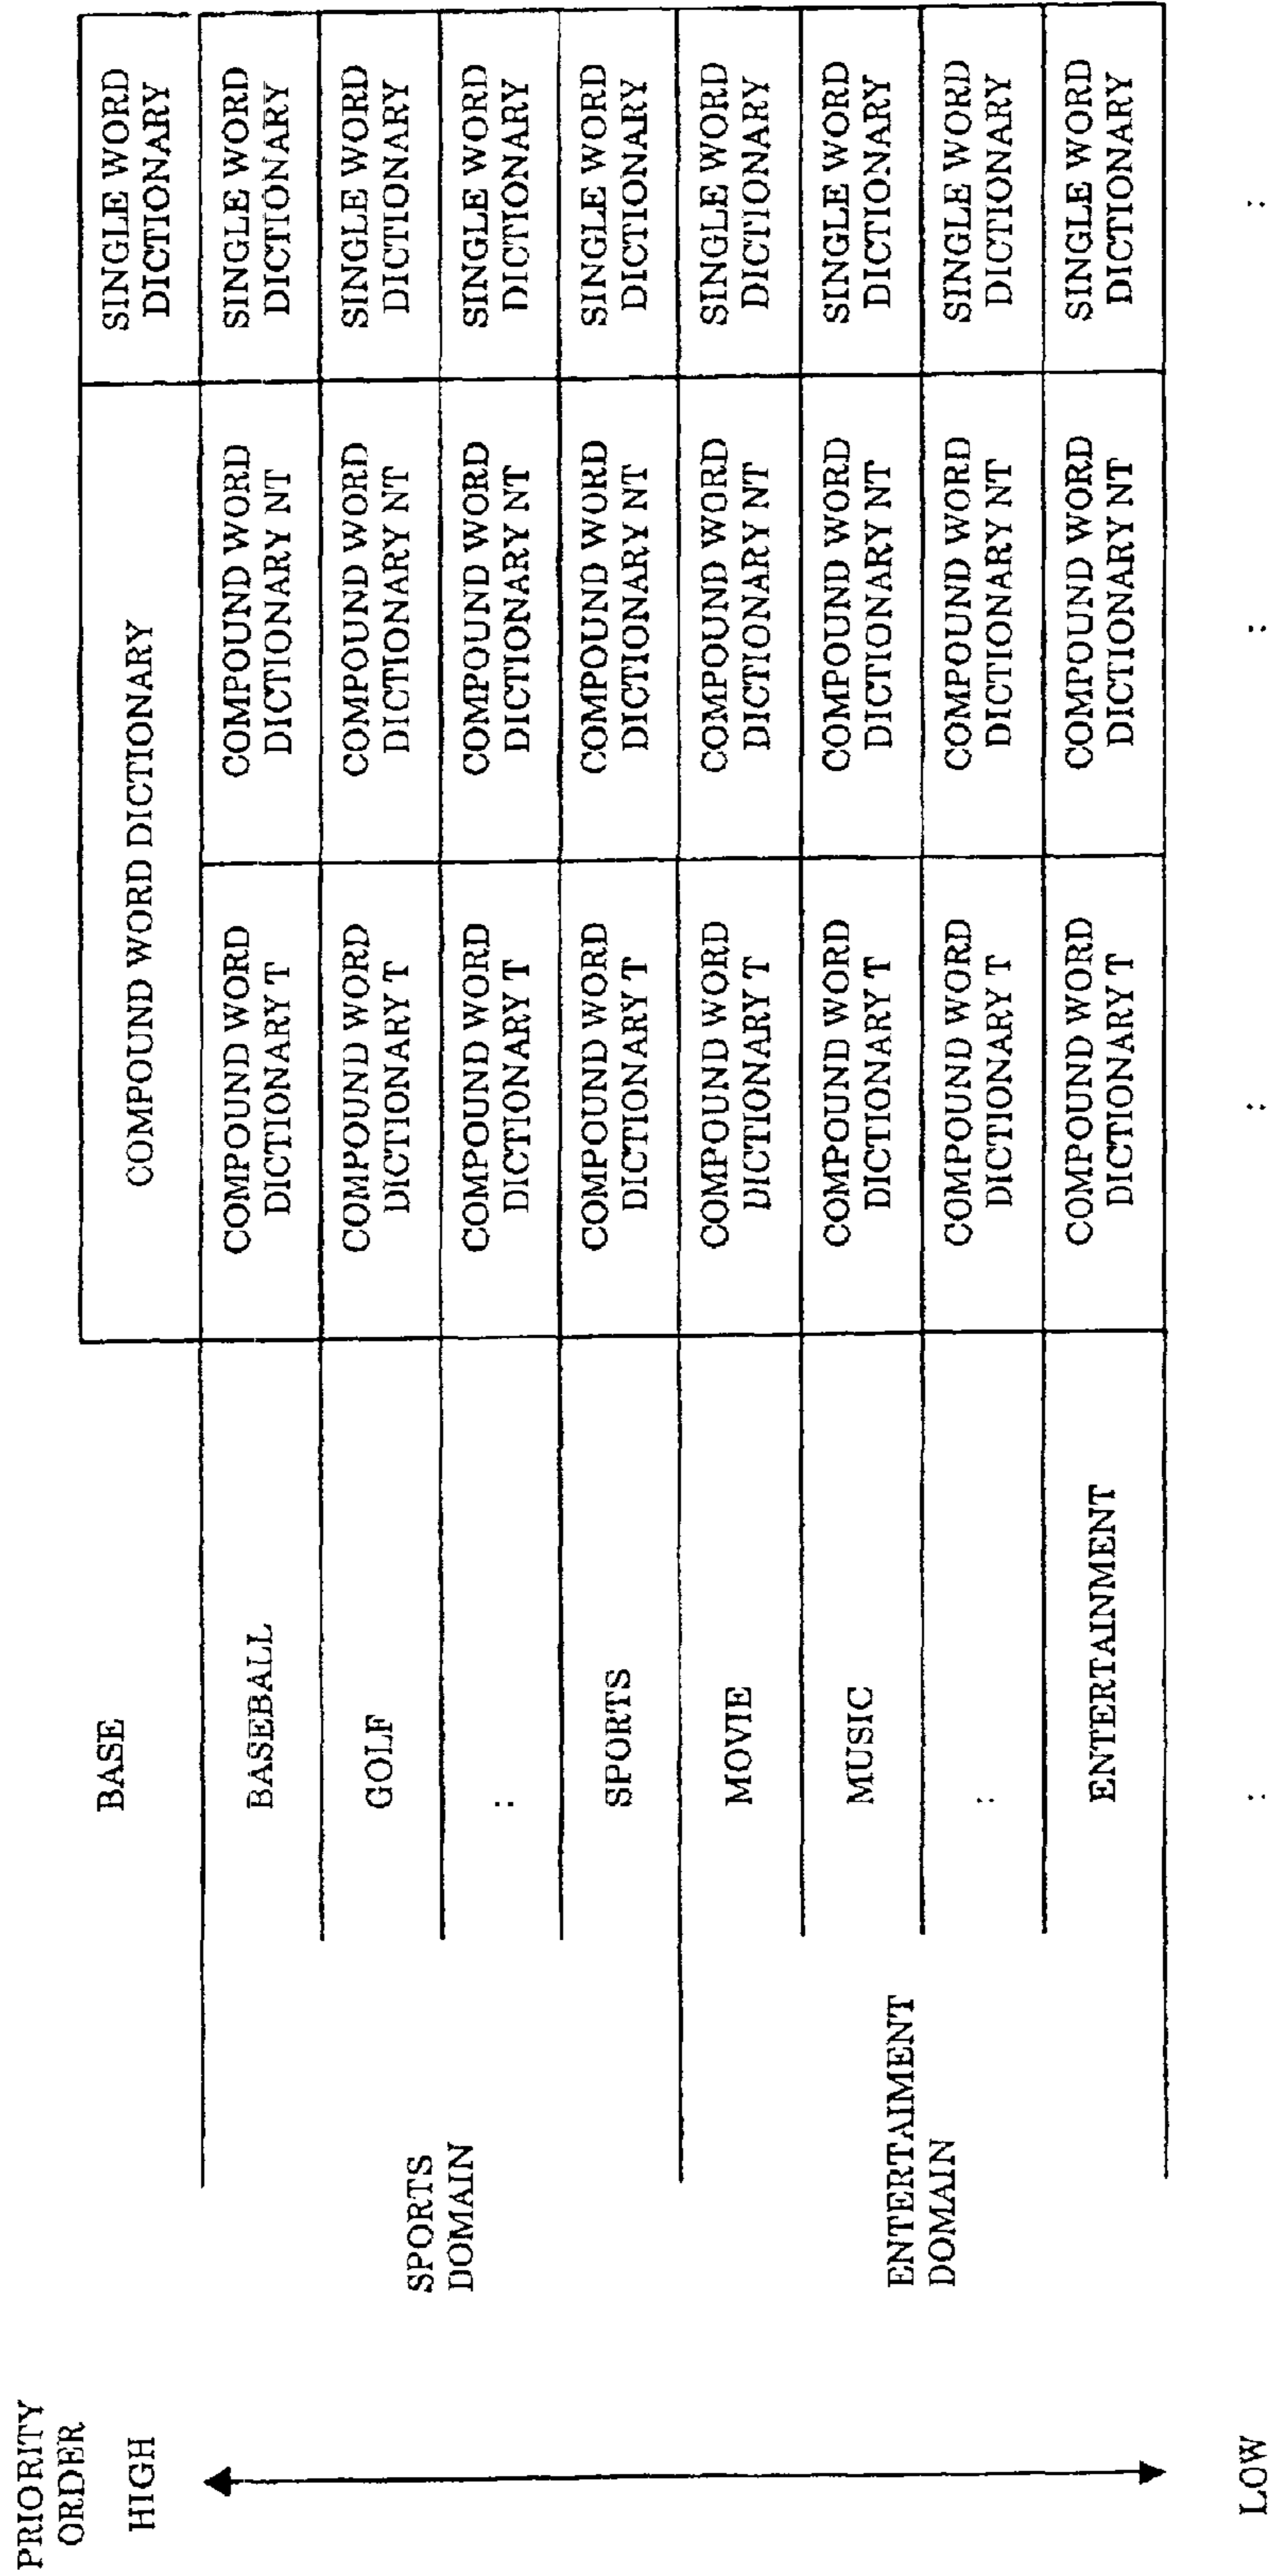 PRIORITY
ORDER
HIGH
BASE
COMPOUND WORD DICTIONARY
SINGLE WORD
DICTIONARY
SPORTS
DOMAIN
BASEBALL
COMPOUND WORD
DICTIONARY T
COMPOUND WORD
DICTIONARY NT
SINGLE WORD
DICTIONARY
GOLF
COMPOUND WORD
DICTIONARY T
COMPOUND WORD
DICTIONARY NT
SINGLE WORD
DICTIONARY
:
COMPOUND WORD
DICTIONARY T
COMPOUND WORD
DICTIONARY NT
SINGLE WORD
DICTIONARY
SPORTS
COMPOUND WORD
DICTIONARY T
COMPOUND WORD
DICTIONARY NT
SINGLE WORD
DICTIONARY
ENTERTAIMENT
DOMAIN
MOVIE
COMPOUND WORD
DICTIONARY T
COMPOUND WORD
DICTIONARY NT
SINGLE WORD
DICTIONARY
MUSIC
COMPOUND WORD
DICTIONARY T
COMPOUND WORD
DICTIONARY NT
SINGLE WORD
DICTIONARY
:
COMPOUND WORD
DICTIONARY T
COMPOUND WORD
DICTIONARY NT
SINGLE WORD
DICTIONARY
ENTERTAINMENT
COMPOUND WORD
DICTIONARY T
COMPOUND WORD
DICTIONARY NT
SINGLE WORD
DICTIONARY
LOW
: : : :